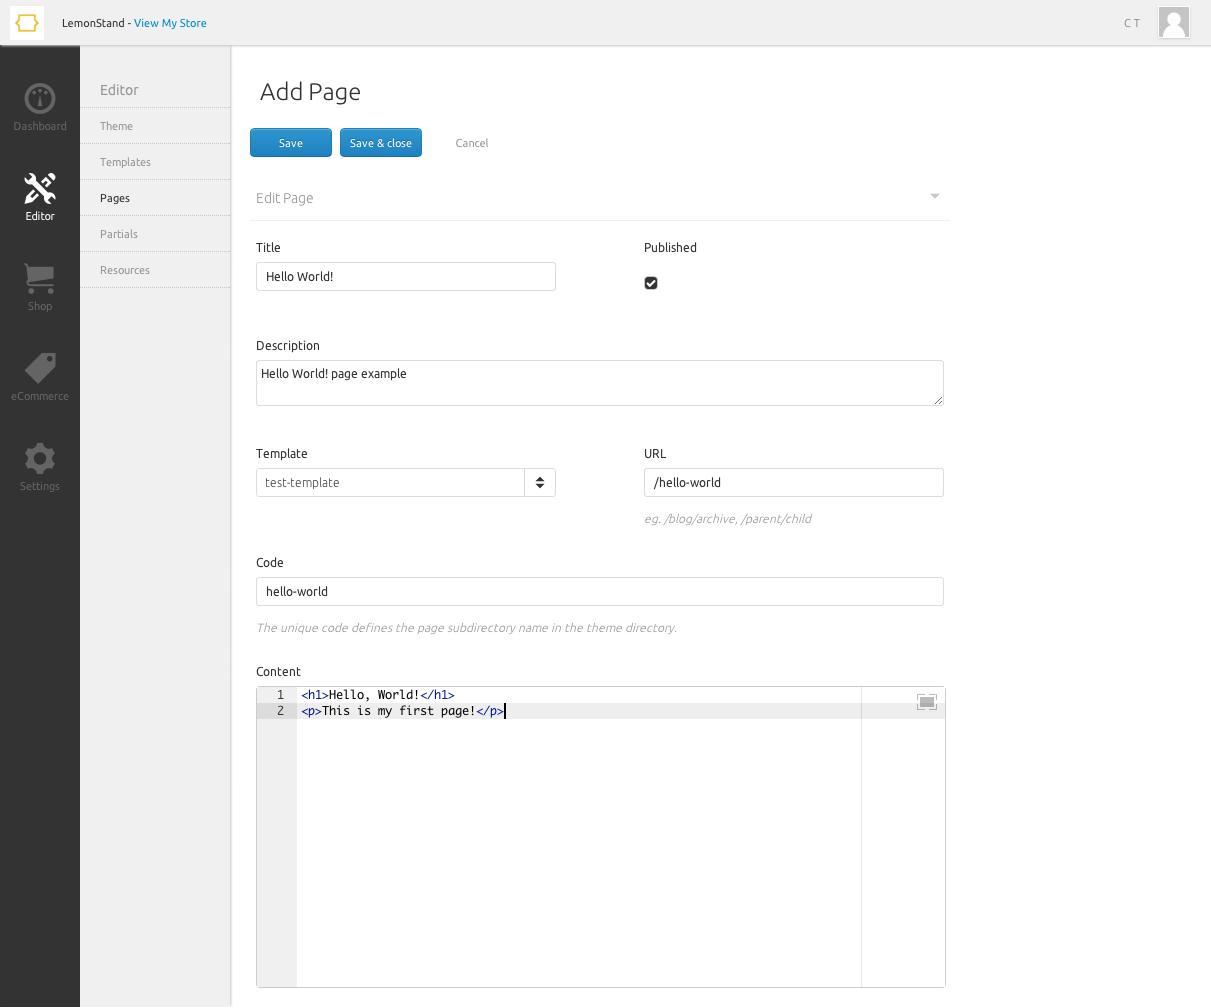 LemonStand - View My Store
C T
Dashboard
Editor
Shop
eCommerce
Settings
Editor
Theme
Templates
Pages
Partials
Resources
Add Page
Save
Save & close
Cancel
Edit Page
Title
Published
Hello World!
Description
Hello World! page example
Template
URL
test-template
/hello-world
eg. /blog/archive, /parent/child
Code
hello-world
The unique code defines the page subdirectory name in the theme directory.
Content
1 <h1>Hello, World!</h1>
2 <p>This is my first page!</p>